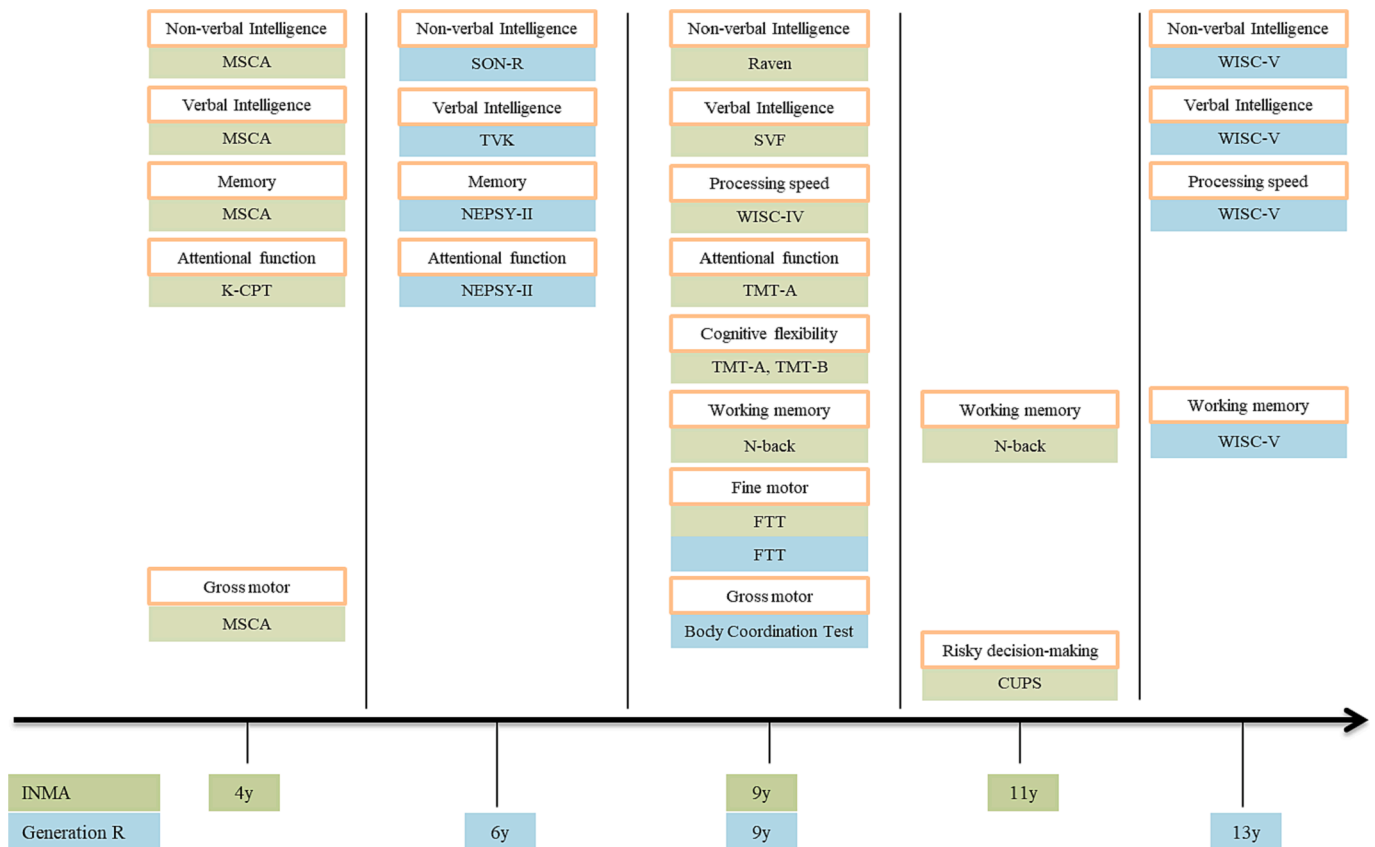 Non-verbal Intelligence
MSCA
Verbal Intelligence
MSCA
Memory
MSCA
Attentional function
K-CPT
Gross motor
MSCA
Non-verbal Intelligence
SON-R
Verbal Intelligence
TVK
Memory
NEPSY-II
Attentional function
NEPSY-II
Non-verbal Intelligence
Raven
Verbal Intelligence
SVF
Processing speed
WISC-IV
Attentional function
TMT-A
Cognitive flexibility
TMT-A, TMT-B
Working memory
N-back
Fine motor
FTT
FTT
Gross motor
Body Coordination Test
Working memory
N-back
Risky decision-making
CUPS
Non-verbal Intelligence
WISC-V
Verbal Intelligence
WISC-V
Processing speed
WISC-V
Working memory
WISC-V
INMA
4y
9y
11y
Generation R
6y
9y
13y